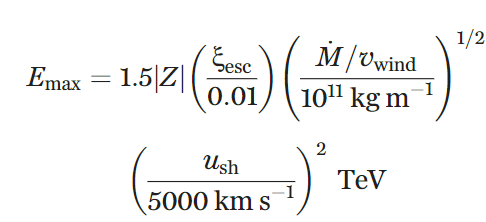 E_max = 1.5|Z| (ξ_esc / 0.01) (Ṁ/v_wind / 10^11 kg m^−1)^1/2
(u_sh / 5000 km s^−1)^2 TeV